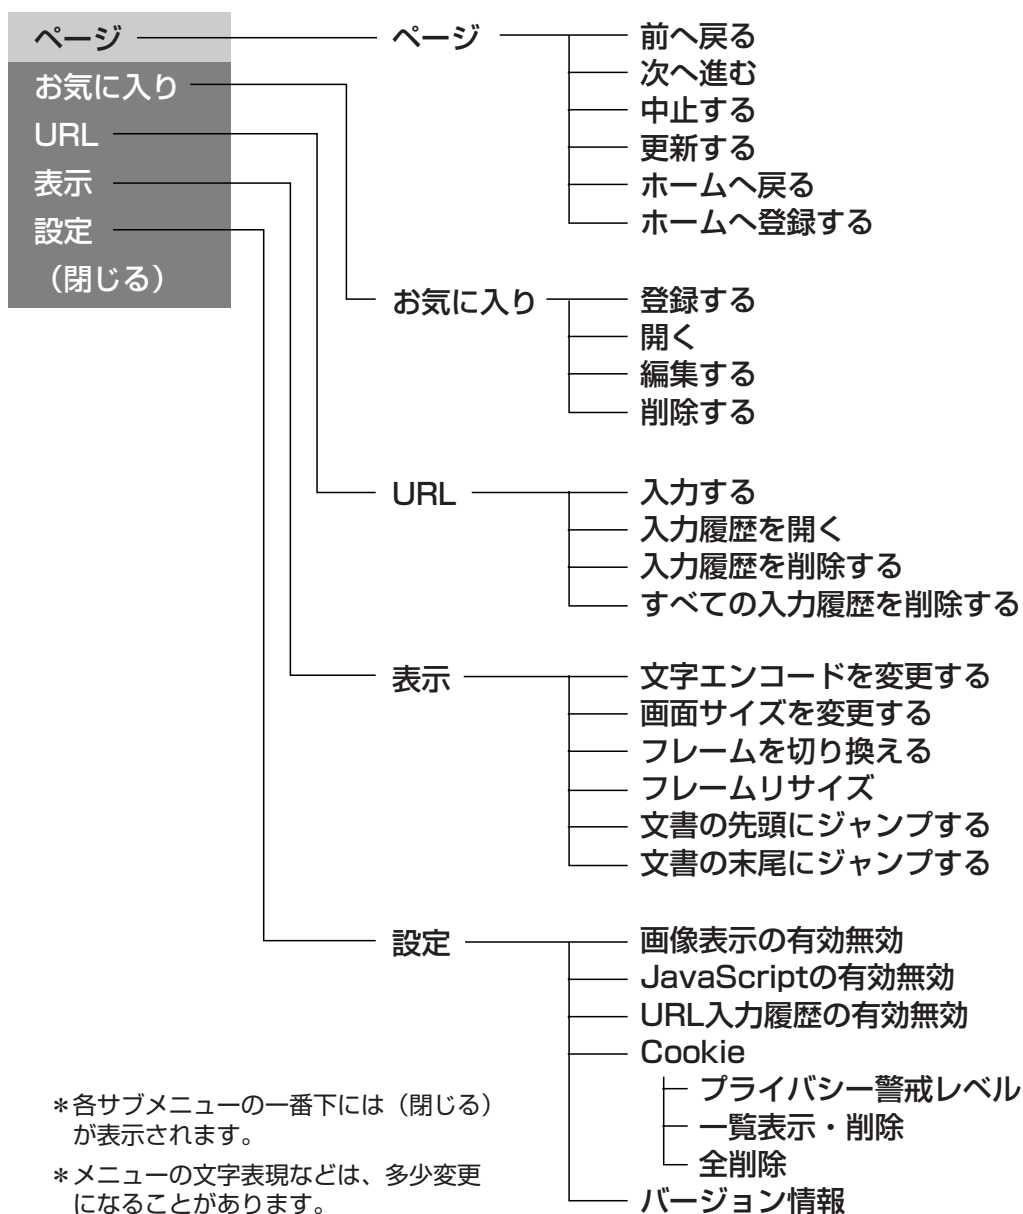 ページ
お気に入り
URL
表示
設定
（閉じる）
ページ
前へ戻る
次へ進む
中止する
更新する
ホームへ戻る
ホームへ登録する
お気に入り
登録する
開く
編集する
削除する
URL
入力する
入力履歴を開く
入力履歴を削除する
すべての入力履歴を削除する
表示
文字エンコードを変更する
画面サイズを変更する
フレームを切り換える
フレームリサイズ
文書の先頭にジャンプする
文書の末尾にジャンプする
設定
画像表示の有効無効
JavaScriptの有効無効
URL入力履歴の有効無効
Cookie
プライバシー警戒レベル
一覧表示・削除
全削除
バージョン情報
＊各サブメニューの一番下には（閉じる）
が表示されます。
＊メニューの文字表現などは、多少変更
になることがあります。